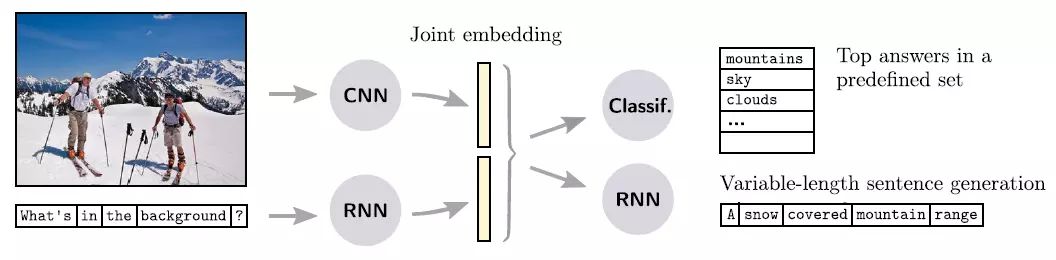 Joint embedding
CNN
RNN
What's in the background ?
Classif.
RNN
mountains
sky
clouds
...
Top answers in a
predefined set
Variable-length sentence generation
A snow covered mountain range